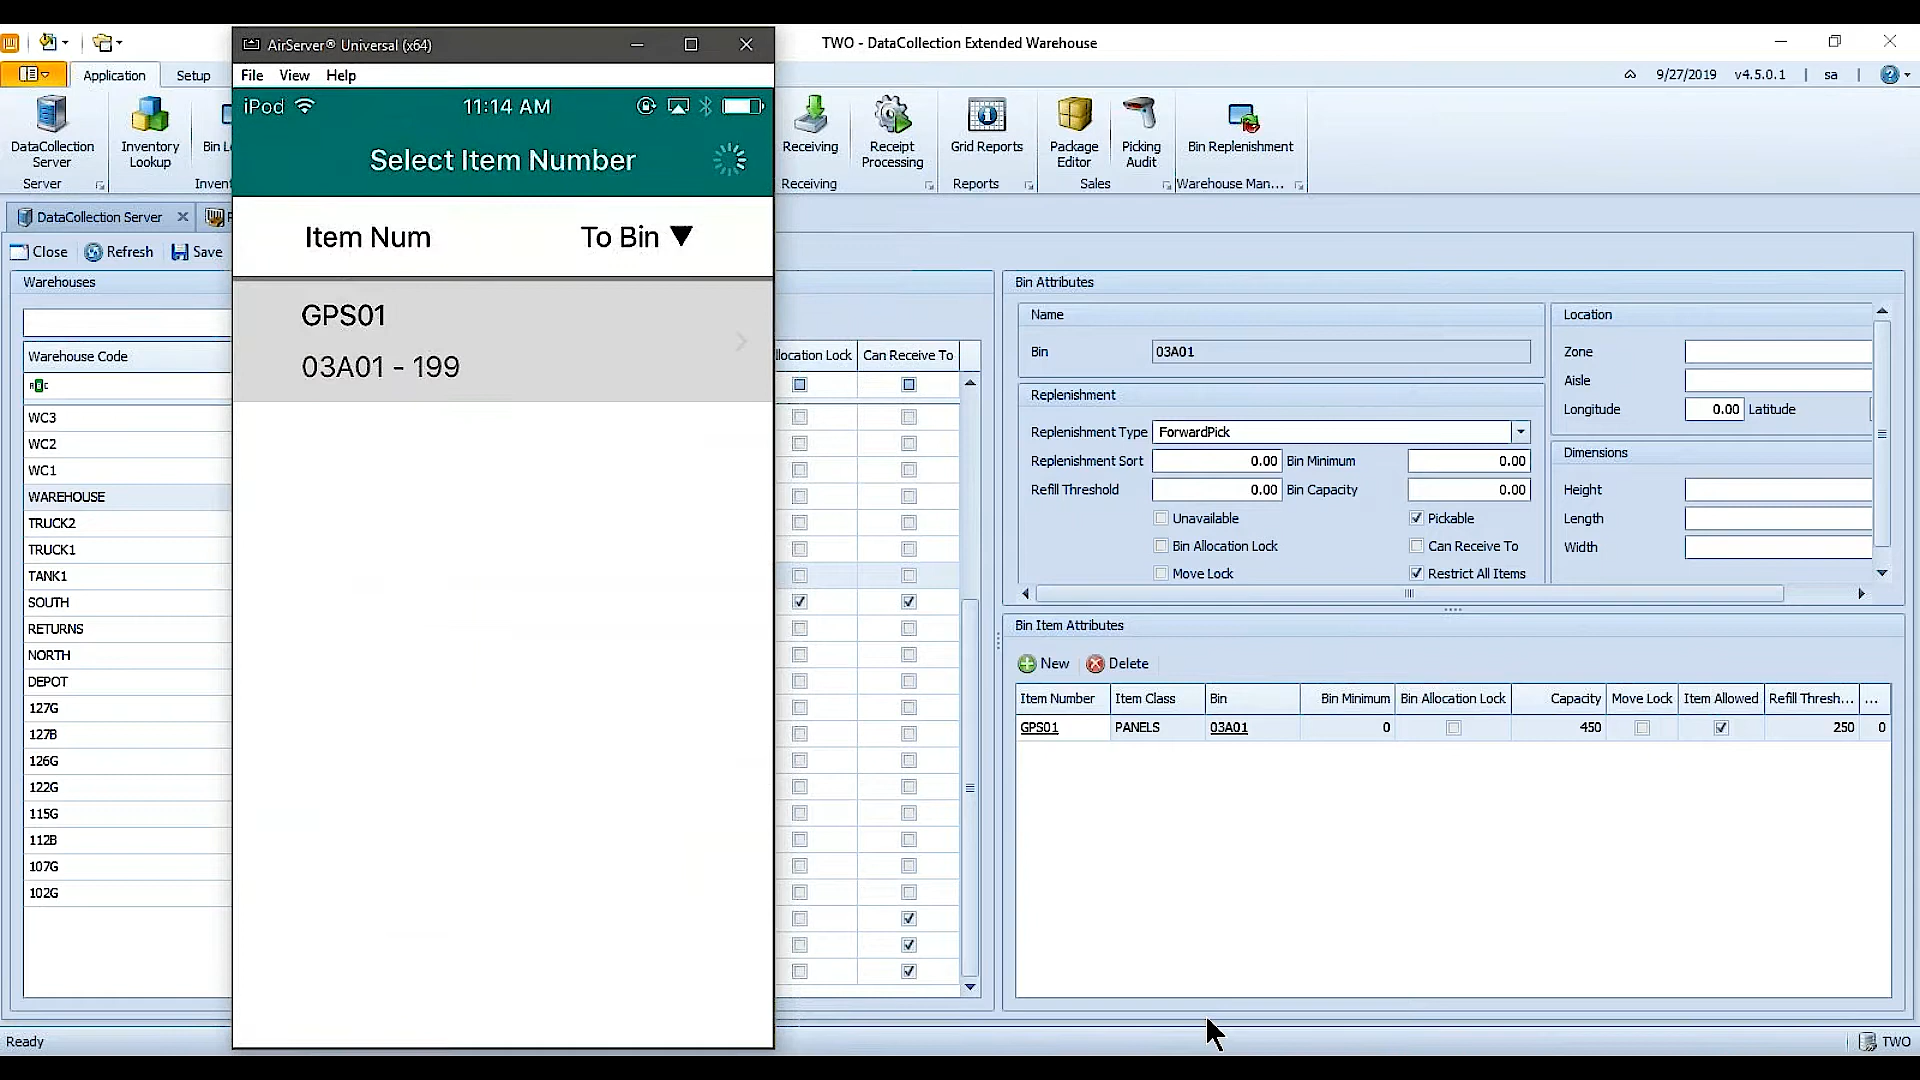 TWO - DataCollection Extended Warehouse
Application
Setup
9/27/2019
v4.5.0.1
sa
DataCollection
Server
Inventory
Lookup
Bin L
Receiving
Receipt
Processing
Grid Reports
Package
Editor
Picking
Audit
Bin Replenishment
Server
Receiving
Reports
Sales
Warehouse Man...
AirServer® Universal (x64)
File
View
Help
iPod
11:14 AM
Select Item Number
Item Num
To Bin ▼
GPS01
03A01 - 199
DataCollection Server
Close
Refresh
Save
Warehouses
Warehouse Code
WC3
WC2
WC1
WAREHOUSE
TRUCK2
TRUCK1
TANK1
SOUTH
RETURNS
NORTH
DEPOT
127G
127B
126G
122G
115G
112B
107G
102G
location Lock
Can Receive To
Bin Attributes
Name
Bin
03A01
Replenishment
Replenishment Type
ForwardPick
Replenishment Sort
0.00
Bin Minimum
0.00
Refill Threshold
0.00
Bin Capacity
0.00
Unavailable
Pickable
Bin Allocation Lock
Can Receive To
Move Lock
Restrict All Items
Location
Zone
Aisle
Longitude
0.00
Latitude
Dimensions
Height
Length
Width
Bin Item Attributes
New
Delete
Item Number
Item Class
Bin
Bin Minimum
Bin Allocation Lock
Capacity
Move Lock
Item Allowed
Refill Thresh...
...
GPS01
PANELS
03A01
0
450
250
0
Ready
TWO